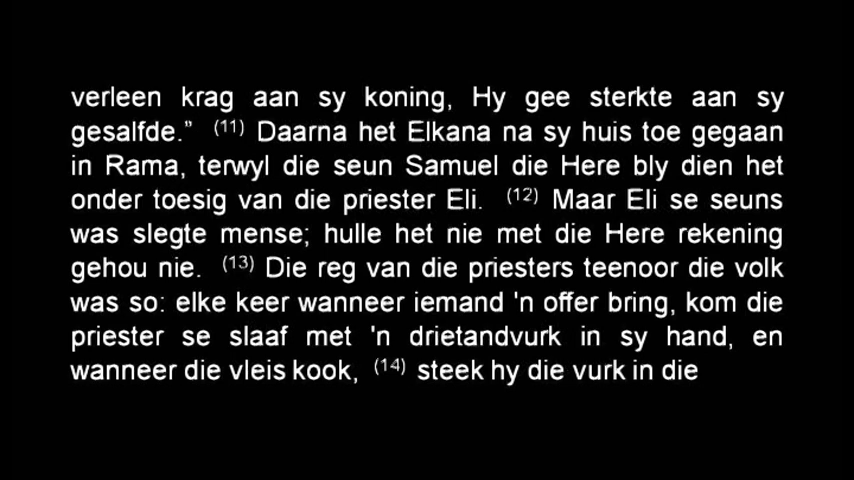 verleen krag aan sy koning, Hy gee sterkte aan sy
gesalfde.” (11) Daarna het Elkana na sy huis toe gegaan
in Rama, terwyl die seun Samuel die Here bly dien het
onder toesig van die priester Eli. (12) Maar Eli se seuns
was slegte mense; hulle het nie met die Here rekening
gehou nie. (13) Die reg van die priesters teenoor die volk
was so: elke keer wanneer iemand 'n offer bring, kom die
priester se slaaf met 'n drietandvurk in sy hand, en
wanneer die vleis kook, (14) steek hy die vurk in die